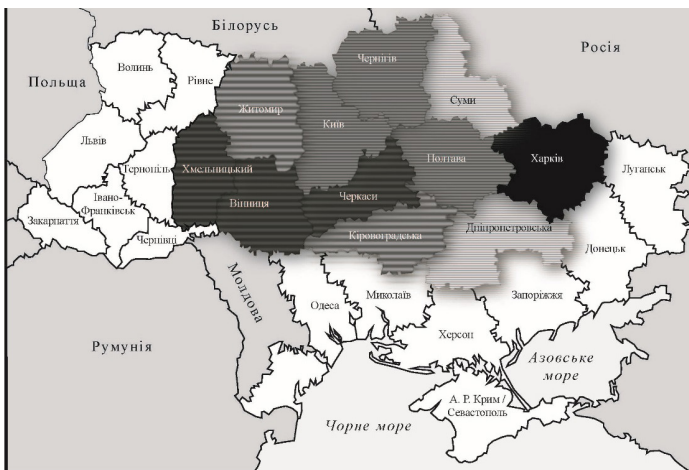 Білорусь
Росія
Польща
Волинь
Рівне
Чернігів
Суми
Житомир
Київ
Львів
Тернопіль
Хмельницький
Полтава
Харків
Луганськ
Івано-
Франківськ
Закарпаття
Чернівці
Вінниця
Черкаси
Кіровоградська
Дніпропетровська
Донецьк
Молдова
Румунія
Одеса
Миколаїв
Запоріжжя
Херсон
Азовське
море
А. Р. Крим /
Севастополь
Чорне море